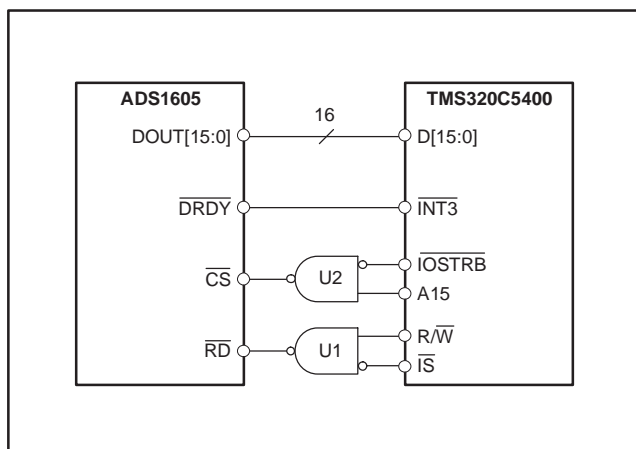 ADS1605 TMS320C5400
16
DOUT[15:0] D[15:0]
DRDY INT3
IOSTRB
CS U2
A15
R/W
RD U1
IS